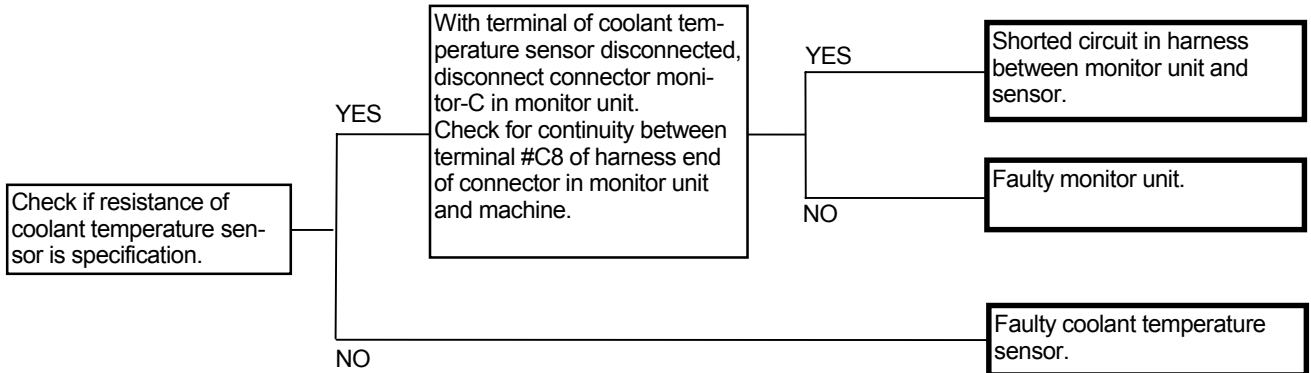 Check if resistance of
coolant temperature sen-
sor is specification.
YES
With terminal of coolant tem-
perature sensor disconnected,
disconnect connector moni-
tor-C in monitor unit.
Check for continuity between
terminal #C8 of harness end
of connector in monitor unit
and machine.
YES
Shorted circuit in harness
between monitor unit and
sensor.
NO
Faulty monitor unit.
NO
Faulty coolant temperature
sensor.